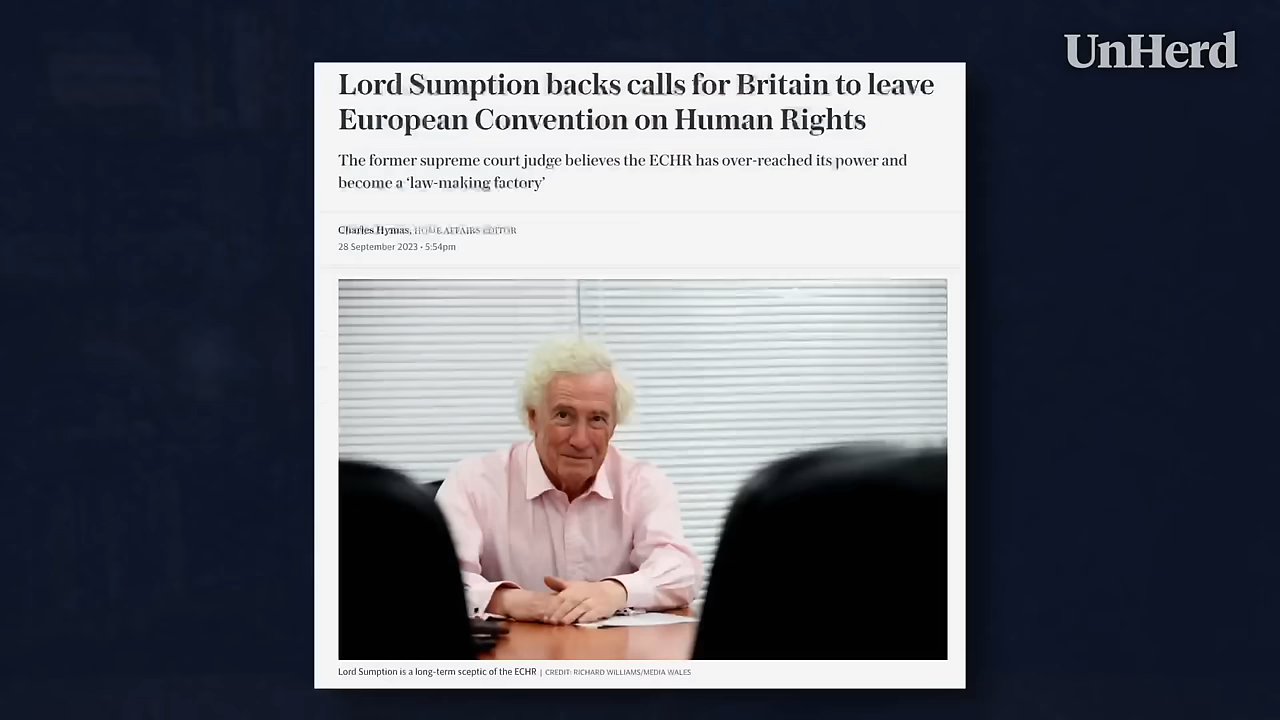 UnHerd
Lord Sumption backs calls for Britain to leave
European Convention on Human Rights
The former supreme court judge believes the ECHR has over-reached its power and
become a ‘law-making factory’
Charles Hymas, HOME AFFAIRS EDITOR
28 September 2023 • 5:54pm
Lord Sumption is a long-term sceptic of the ECHR | CREDIT: RICHARD WILLIAMS/MEDIA WALES